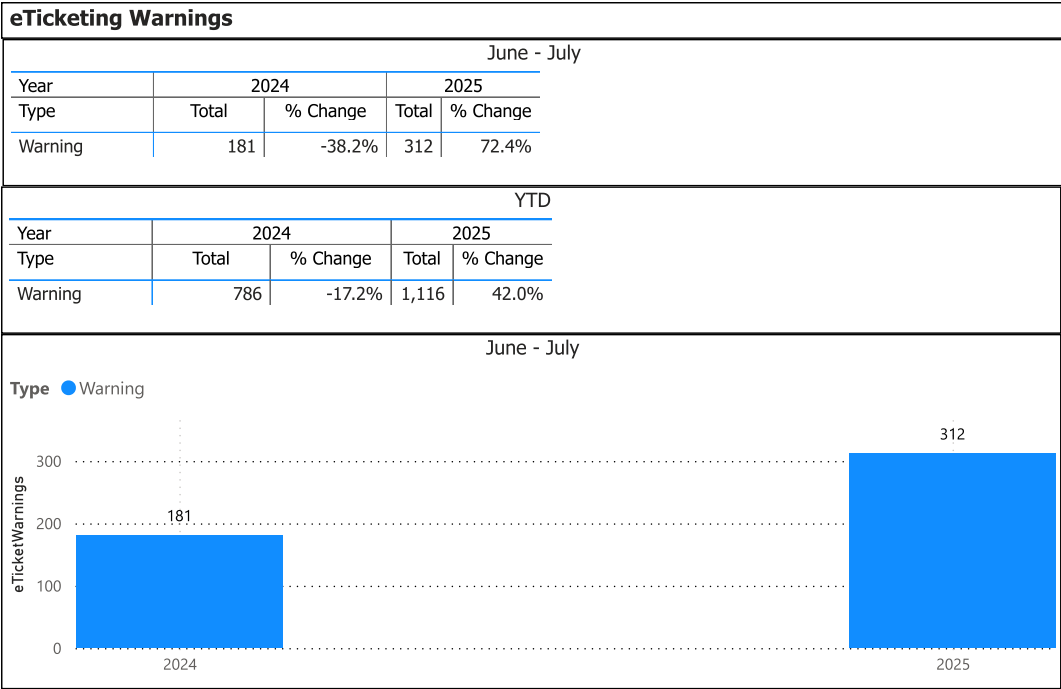 eTicketing Warnings
June - July
Year 2024 2025
Type Total % Change Total % Change
Warning 181 -38.2% 312 72.4%
YTD
Year 2024 2025
Type Total % Change Total % Change
Warning 786 -17.2% 1,116 42.0%
June - July
Type Warning
312
300
181
200
eTicketWarnings
100
0
2024 2025